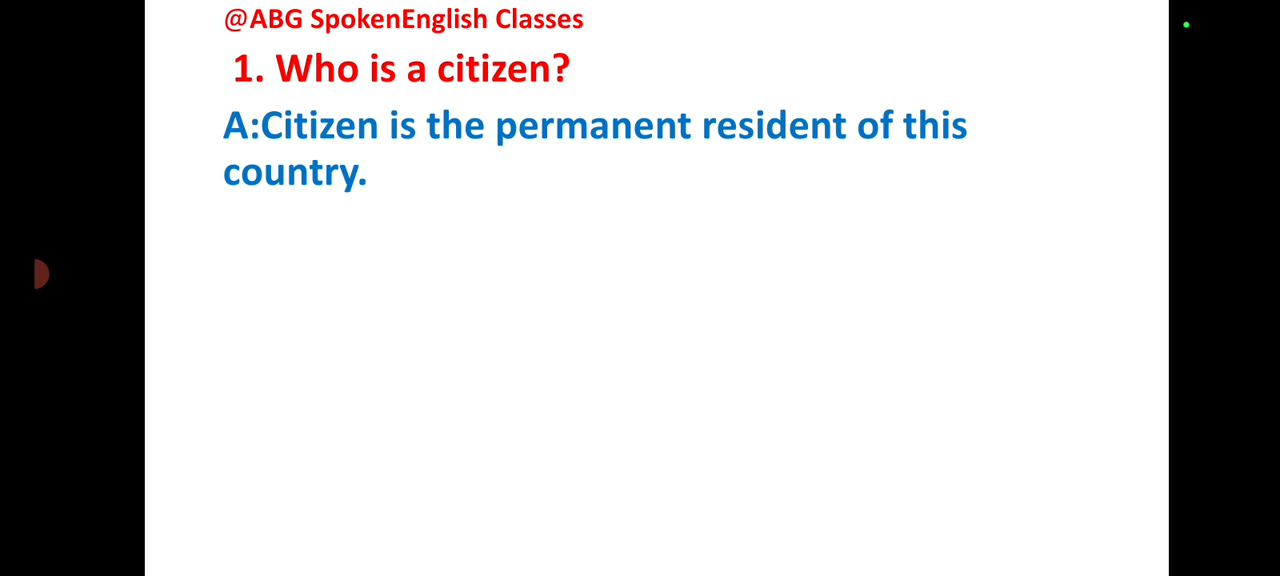 @ABG SpokenEnglish Classes
1. Who is a citizen?
A:Citizen is the permanent resident of this
country.